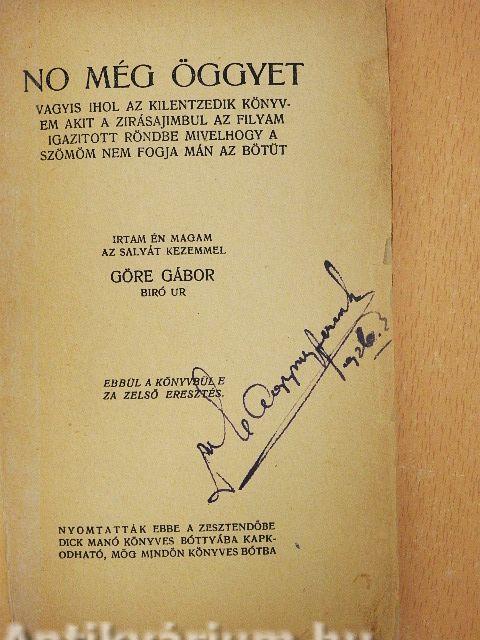 NO MÉG ÖGGYET
VAGYIS IHOL AZ KILENTZEDIK KÖNYV-
EM AKIT A ZIRÁSAJIMBUL AZ FILYAM
IGAZITOTT RÖNDBE MIVELHOGY A
SZÖMÖM NEM FOGJA MÁN AZ BÖTÜT
IRTAM ÉN MAGAM
AZ SALYÁT KEZEMMEL
GÖRE GÁBOR
BIRÓ UR
EBBÜL A KÖNYVBÜL E
ZA ZELSŐ ERESZTÉS.
NYOMTATTÁK EBBE A ZESZTENDŐBE
DICK MANÓ KÖNYVES BÓTTYÁBA KAPK-
ODHATÓ, MÖG MINDÖN KÖNYVES BÓTBA
Antikvárium.hu